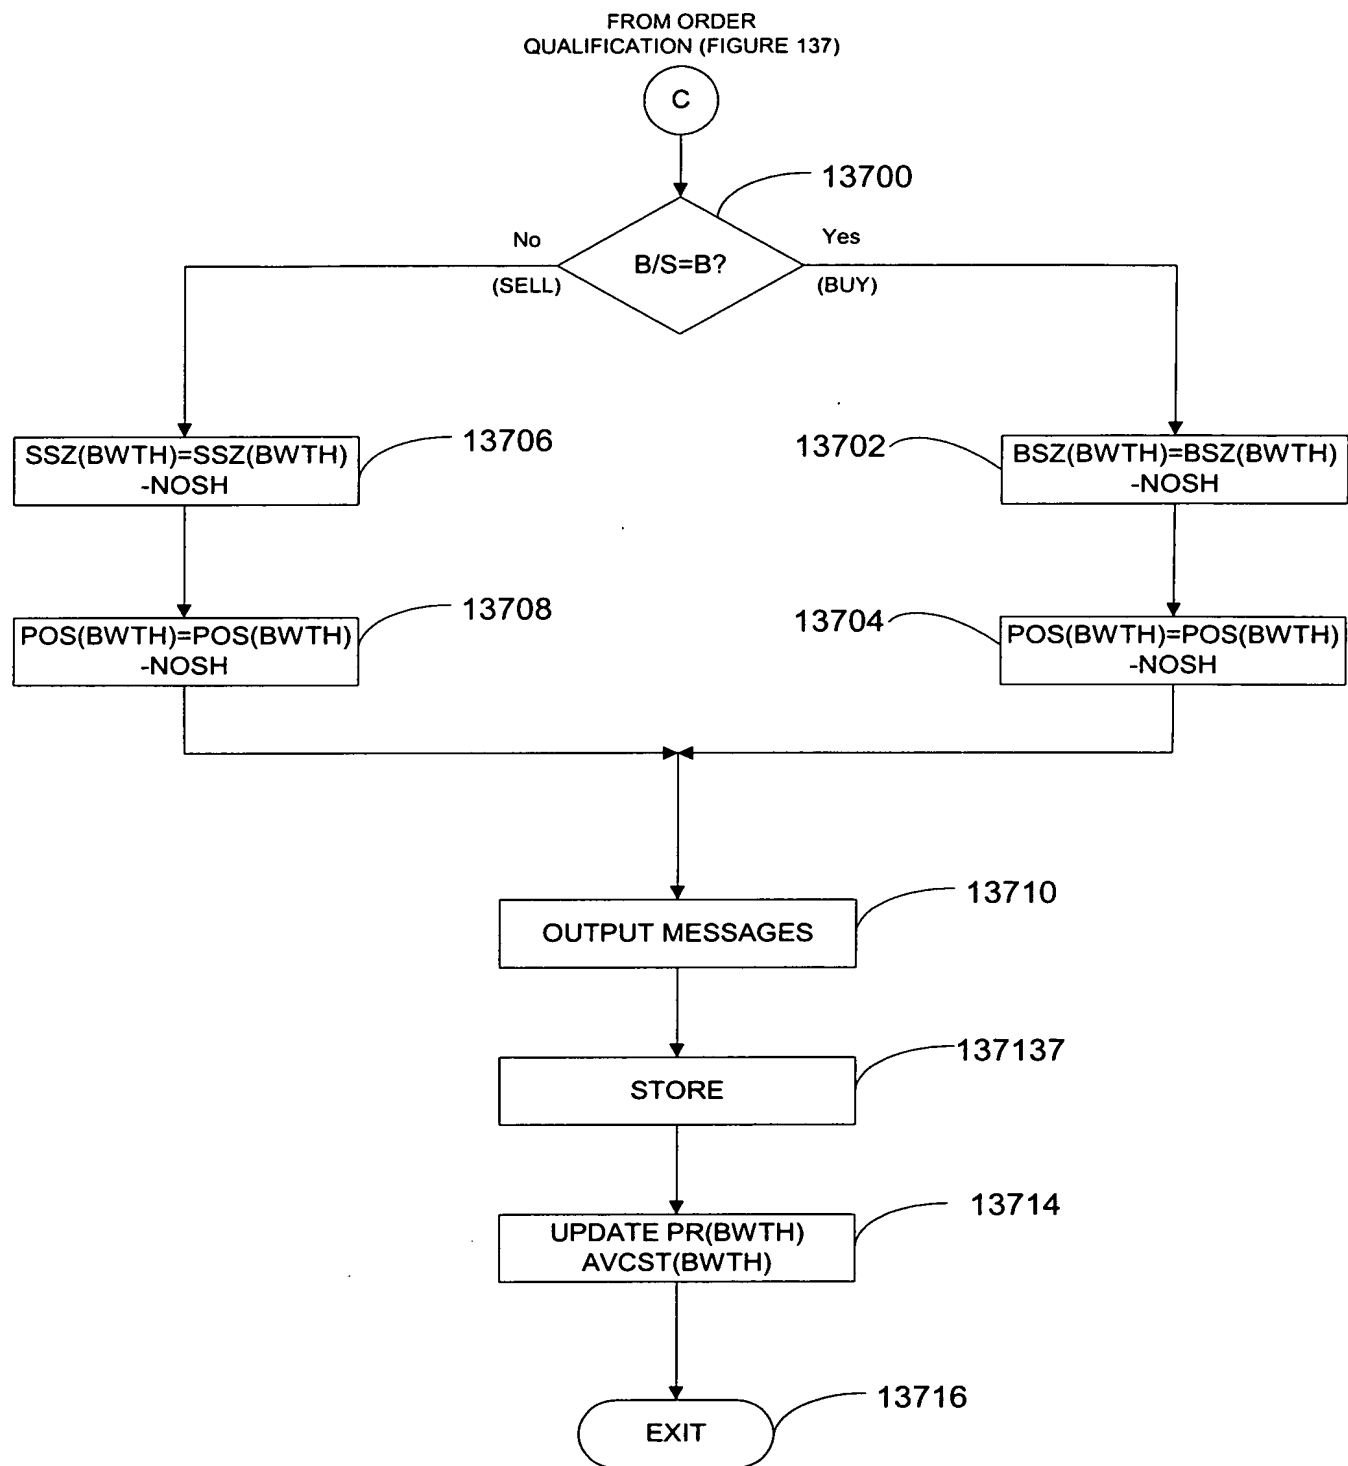 FROM ORDER
QUALIFICATION (FIGURE 137)
C
13700
B/S=B?
No
(SELL)
Yes
(BUY)
SSZ(BWTH)=SSZ(BWTH)
-NOSH
13706
13702
BSZ(BWTH)=BSZ(BWTH)
-NOSH
POS(BWTH)=POS(BWTH)
-NOSH
13708
13704
POS(BWTH)=POS(BWTH)
-NOSH
13710
OUTPUT MESSAGES
137137
STORE
13714
UPDATE PR(BWTH)
AVCST(BWTH)
13716
EXIT